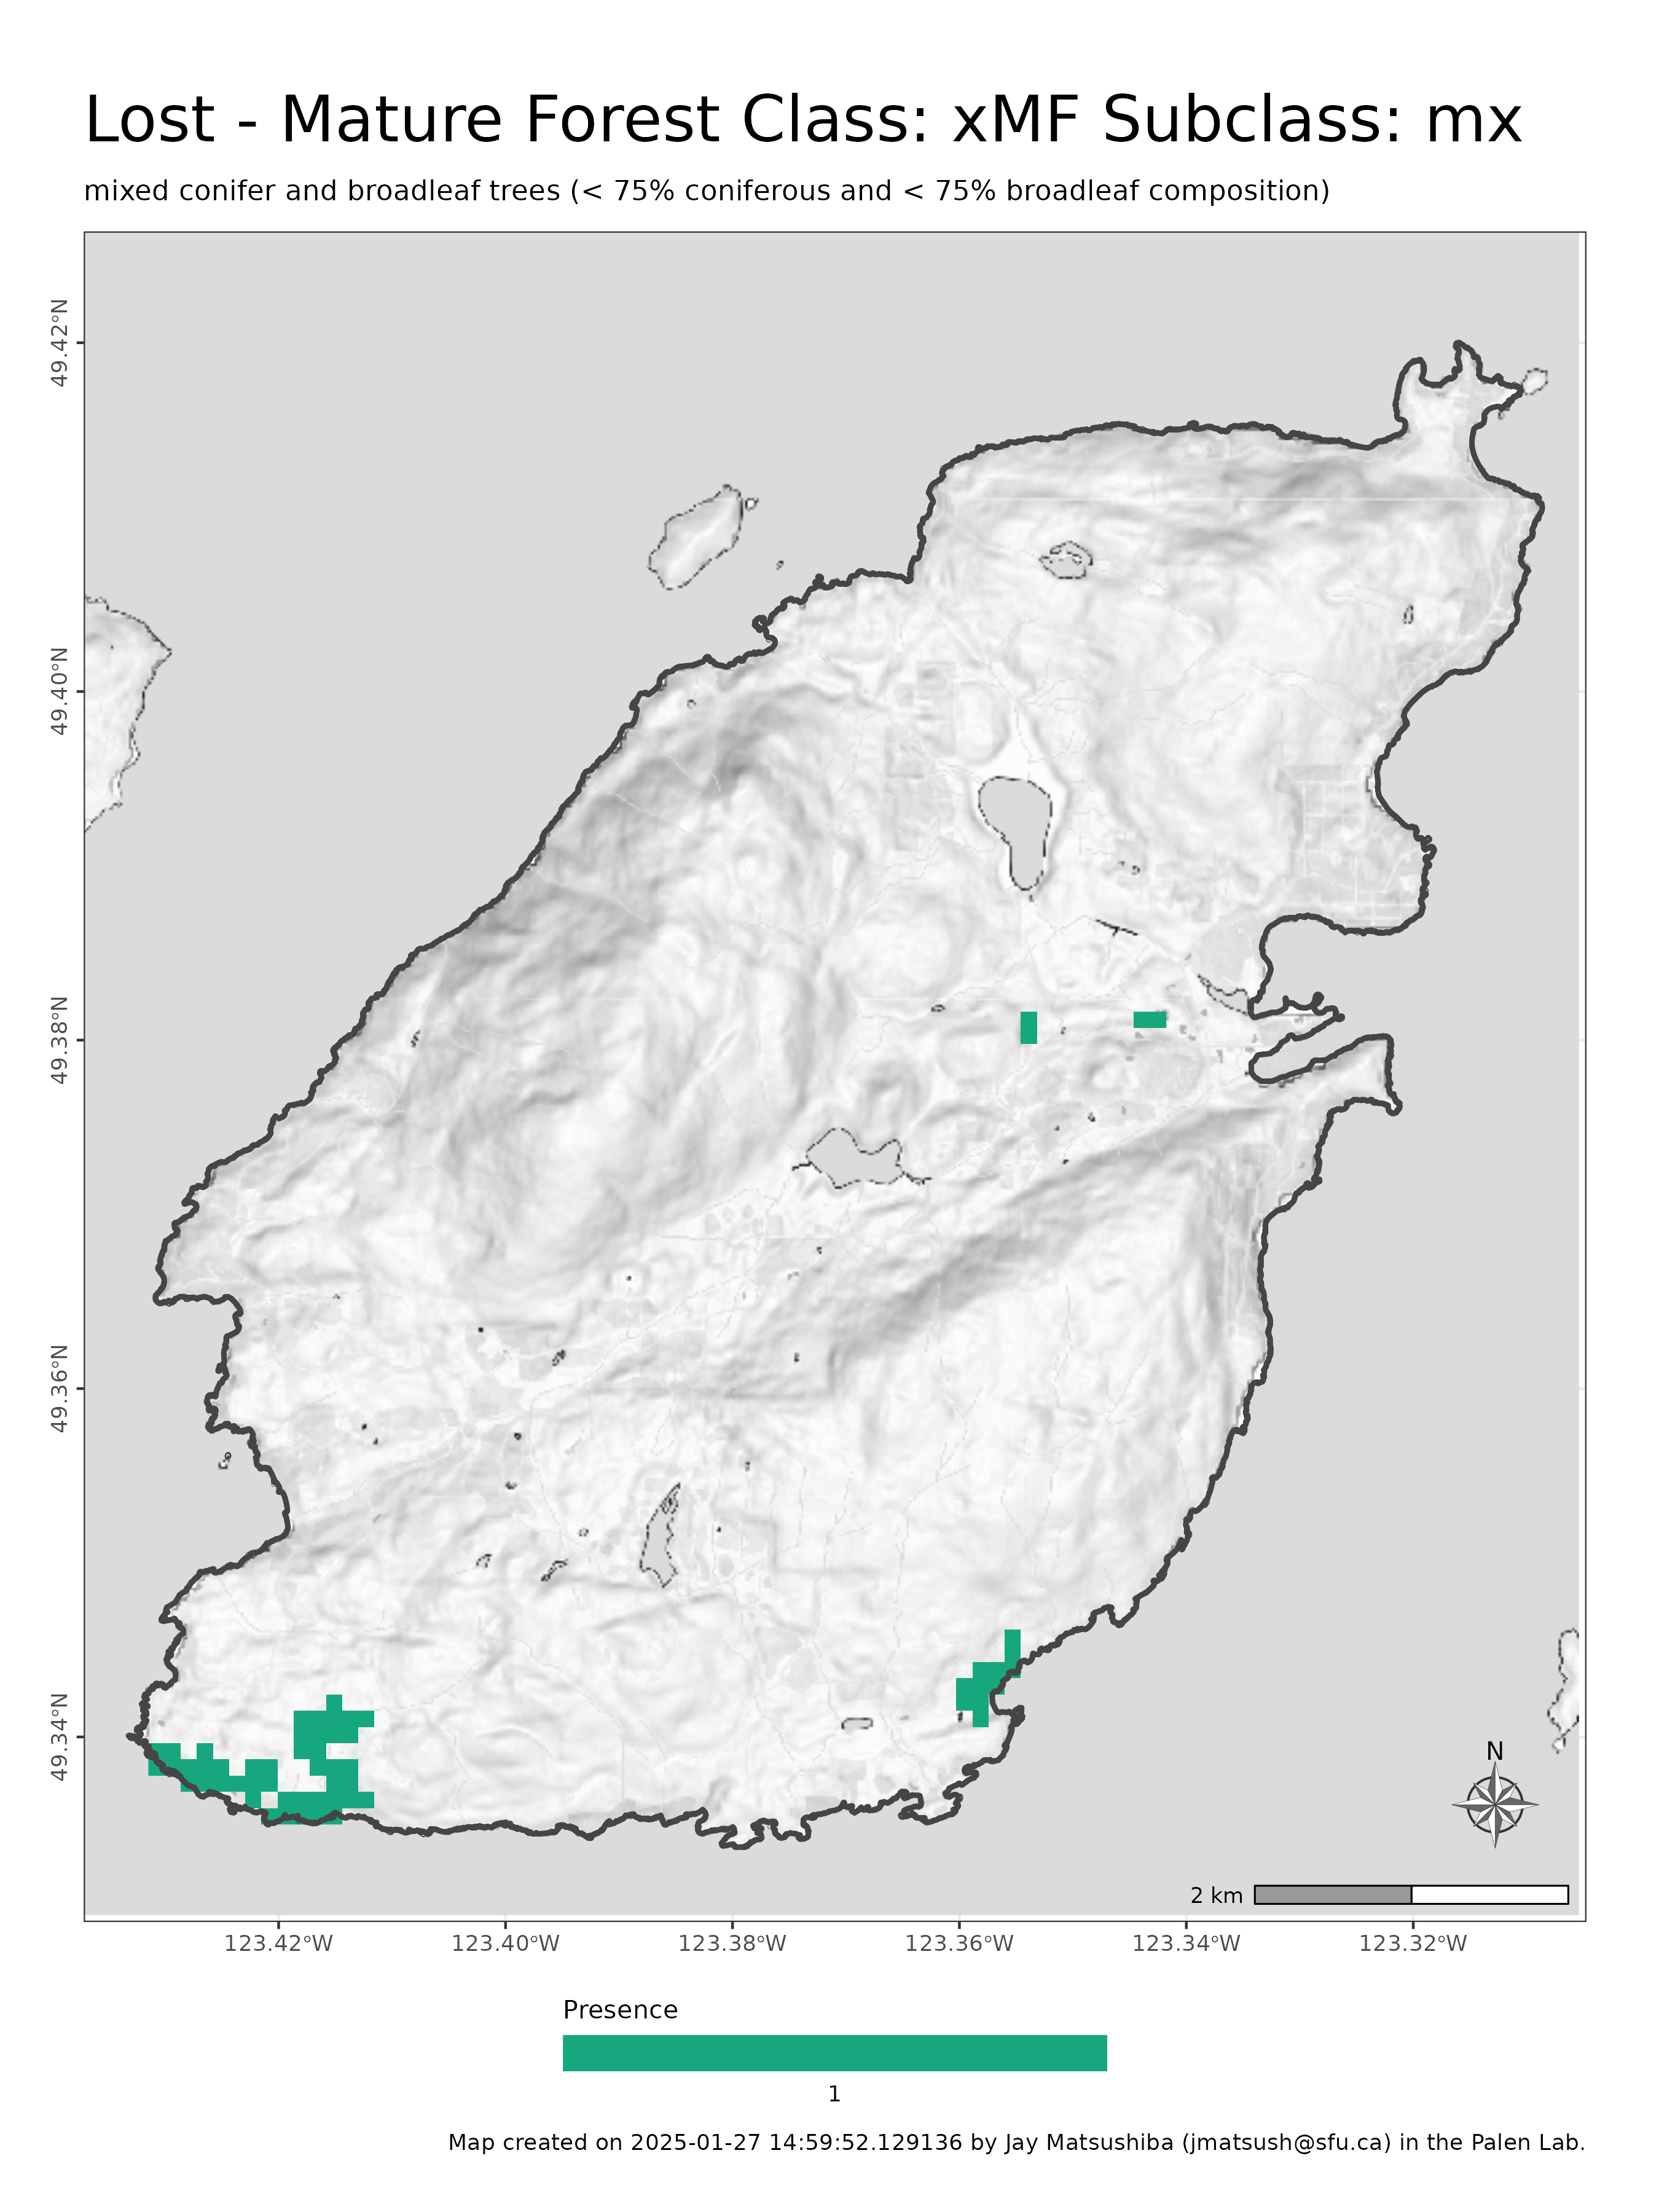 Lost - Mature Forest Class: xMF Subclass: mx
mixed conifer and broadleaf trees (< 75% coniferous and < 75% broadleaf composition)
49.42°N
49.40°N
49.38°N
49.36°N
49.34°N
N
2 km
123.42°W 123.40°W 123.38°W 123.36°W 123.34°W 123.32°W
Presence
1
Map created on 2025-01-27 14:59:52.129136 by Jay Matsushiba (jmatsush@sfu.ca) in the Palen Lab.